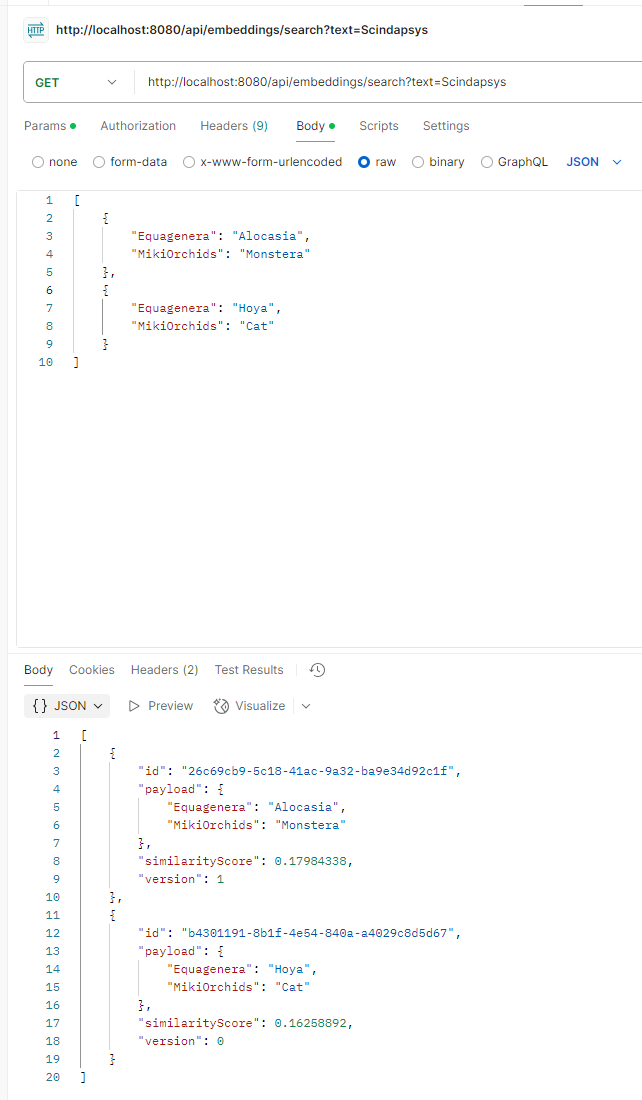 HTTP http://localhost:8080/api/embeddings/search?text=Scindapsys
GET http://localhost:8080/api/embeddings/search?text=Scindapsys
Params Authorization Headers (9) Body Scripts Settings
none form-data x-www-form-urlencoded raw binary GraphQL JSON
1 [
2 {
3 "Equagenera": "Alocasia",
4 "MikiOrchids": "Monstera"
5 },
6 {
7 "Equagenera": "Hoya",
8 "MikiOrchids": "Cat"
9 }
10 ]
Body Cookies Headers (2) Test Results
{} JSON Preview Visualize
1 [
2 {
3 "id": "26c69cb9-5c18-41ac-9a32-ba9e34d92c1f",
4 "payload": {
5 "Equagenera": "Alocasia",
6 "MikiOrchids": "Monstera"
7 },
8 "similarityScore": 0.17984338,
9 "version": 1
10 },
11 {
12 "id": "b4301191-8b1f-4e54-840a-a4029c8d5d67",
13 "payload": {
14 "Equagenera": "Hoya",
15 "MikiOrchids": "Cat"
16 },
17 "similarityScore": 0.16258892,
18 "version": 0
19 }
20 ]